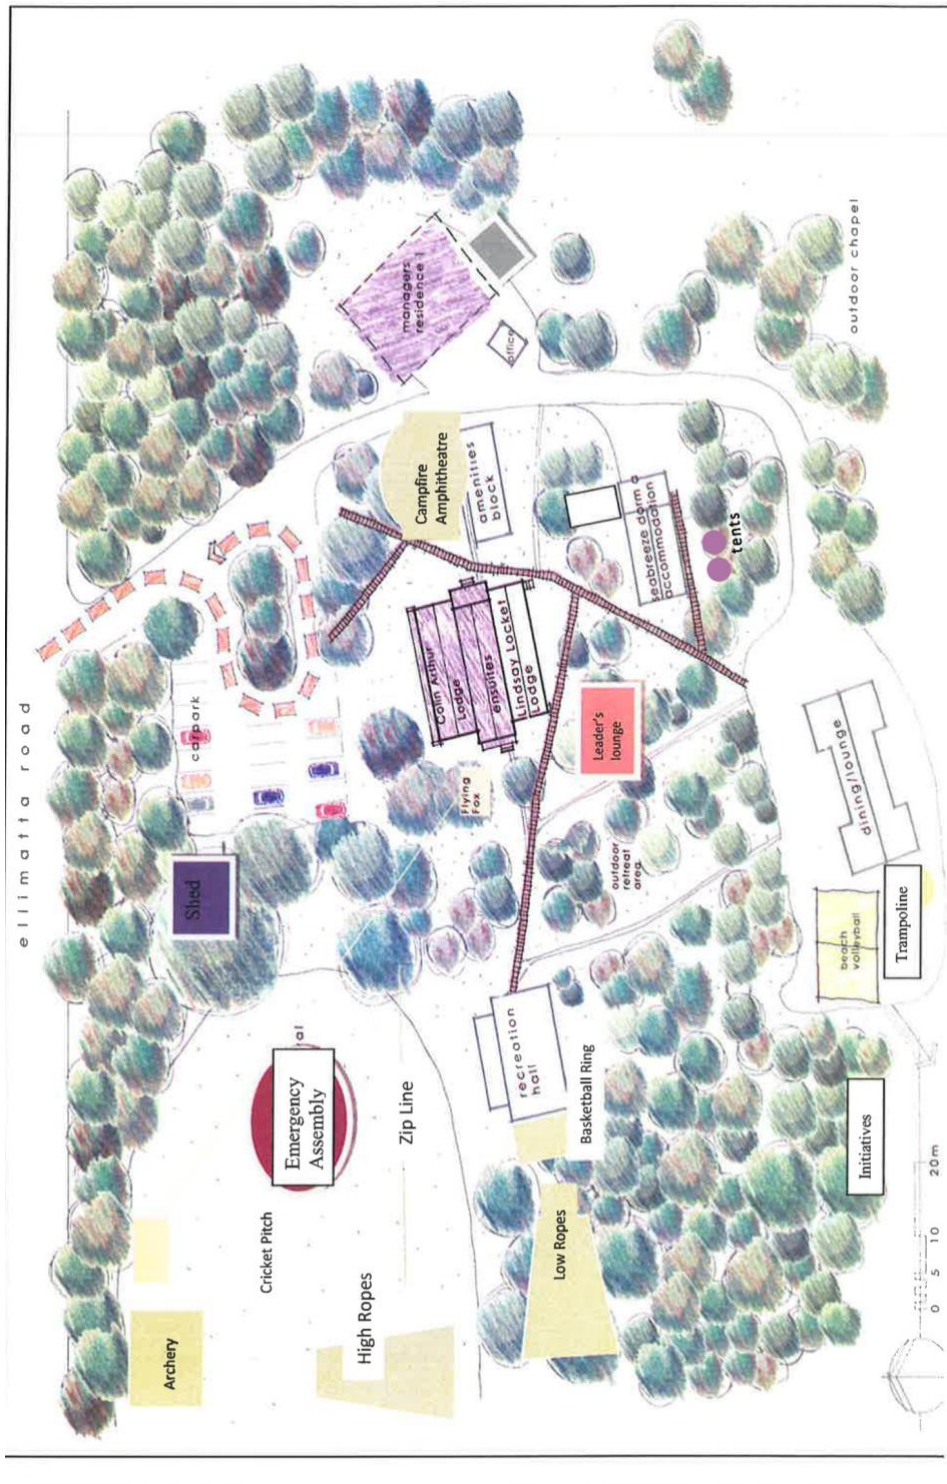 ellimatta road
Archery
Shed
carpark
Cricket Pitch
Emergency
Assembly
al
High Ropes
Zip Line
Flying
Fox
Colin Arthur
Lodge
ensuites
Lindsay Locket
Lodge
Campfire
Amphitheatre
managers
residence
office
amenities
block
recreation
hall
Basketball Ring
Low Ropes
Leader's
lounge
outdoor
retreat
area
seabreeze dorm
accommodation
tents
outdoor chapel
beach
volleyball
dining/lounge
Trampoline
Initiatives
0 5 10 20m